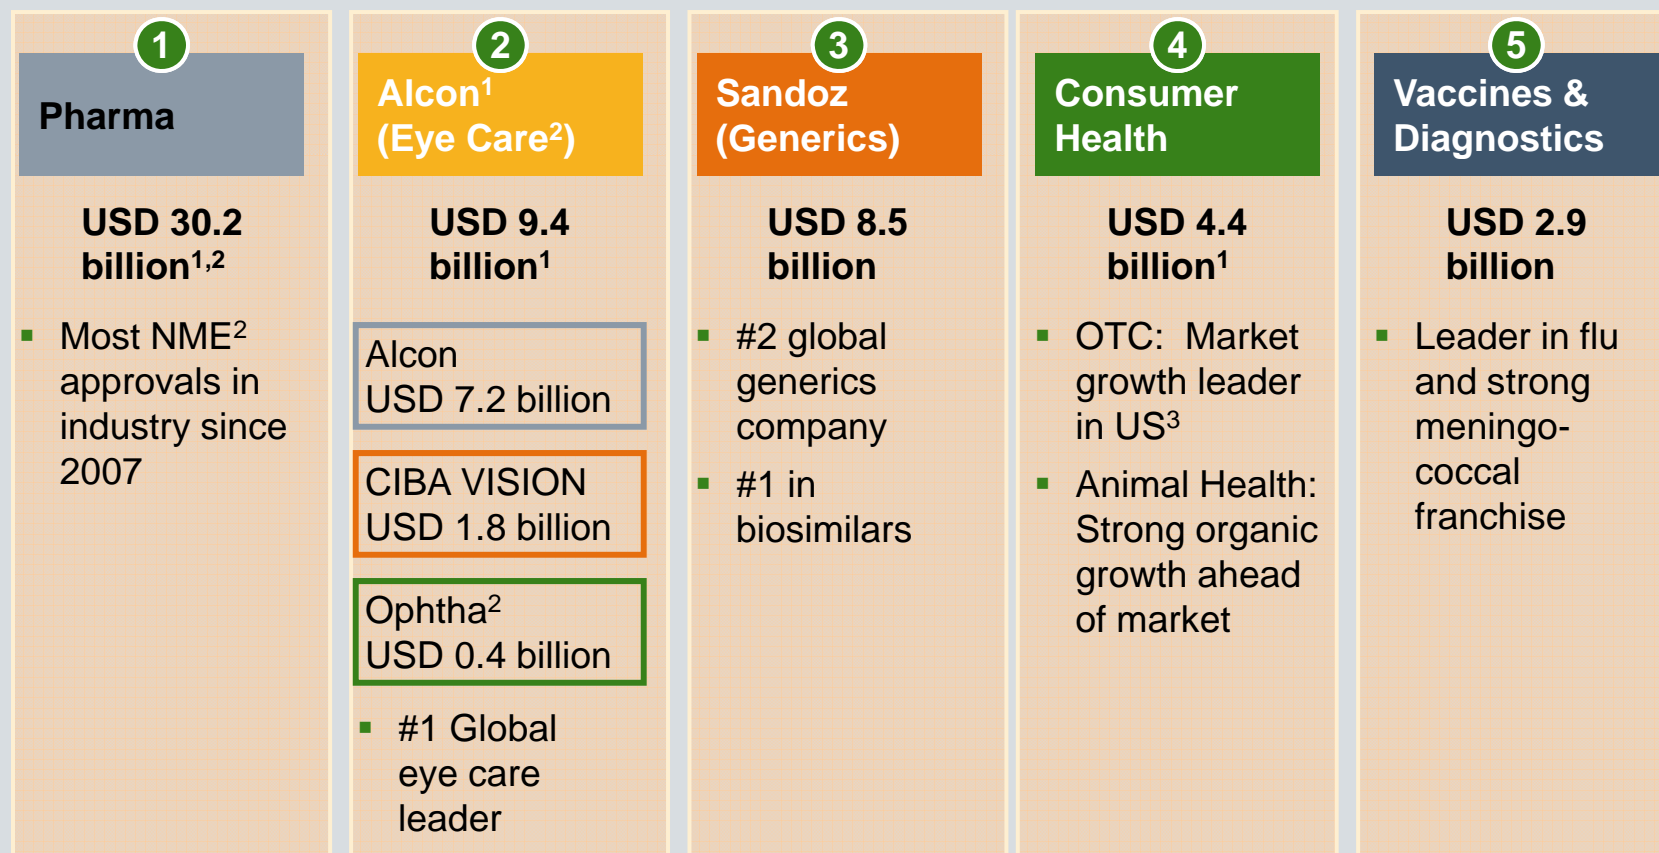 1
Pharma
USD 30.2
billion1,2
▪ Most NME2
approvals in
industry since
2007
2
Alcon1
(Eye Care2)
USD 9.4
billion1
Alcon
USD 7.2 billion
CIBA VISION
USD 1.8 billion
Ophtha2
USD 0.4 billion
▪ #1 Global
eye care
leader
3
Sandoz
(Generics)
USD 8.5
billion
▪ #2 global
generics
company
▪ #1 in
biosimilars
4
Consumer
Health
USD 4.4
billion1
▪ OTC: Market
growth leader
in US3
▪ Animal Health:
Strong organic
growth ahead
of market
5
Vaccines &
Diagnostics
USD 2.9
billion
▪ Leader in flu
and strong
meningo-
coccal
franchise